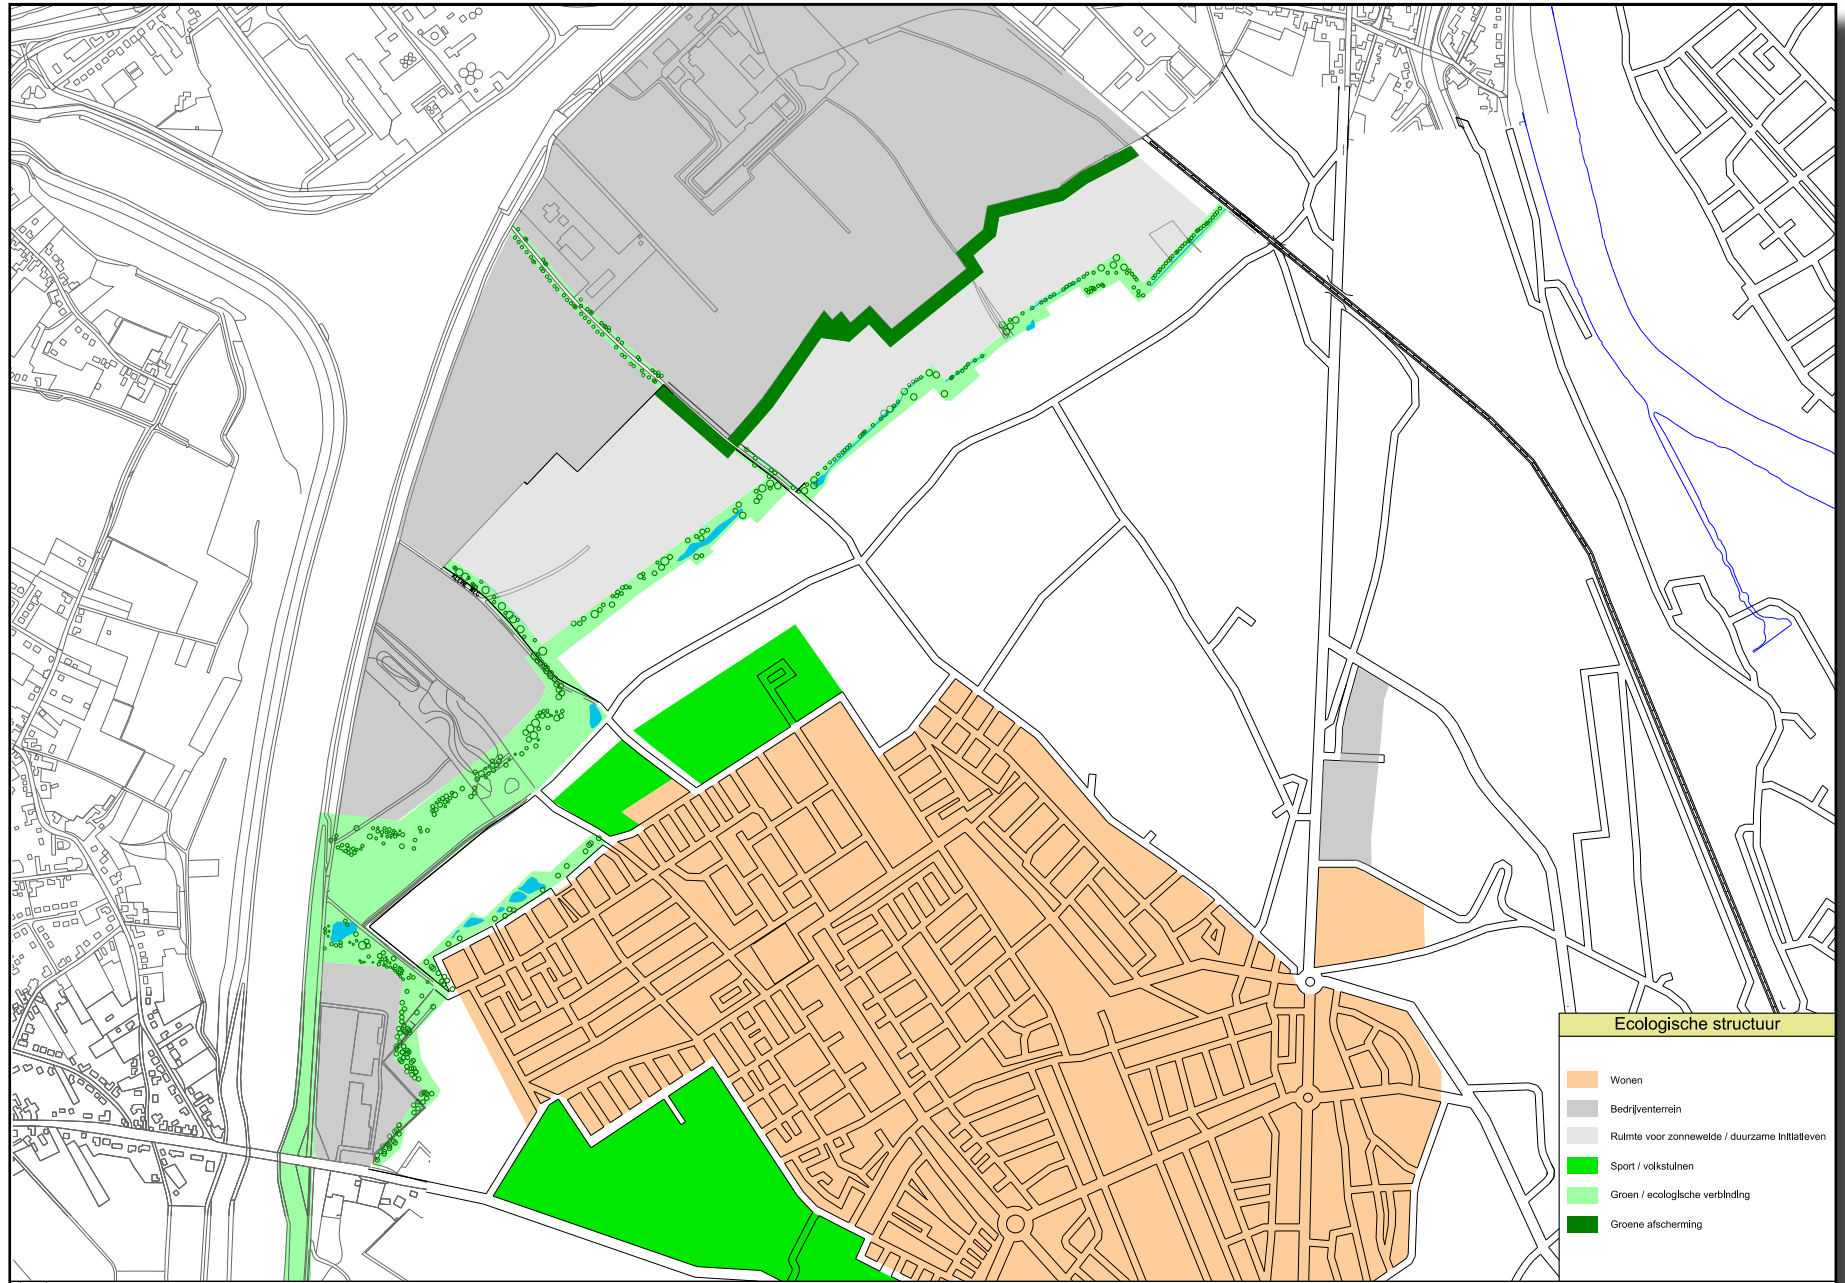 Ecologische structuur
Wonen
Bedrijventerrein
Ruimte voor zonneweide / duurzame initiatieven
Sport / volkstuinen
Groen / ecologische verbinding
Groene afscherming